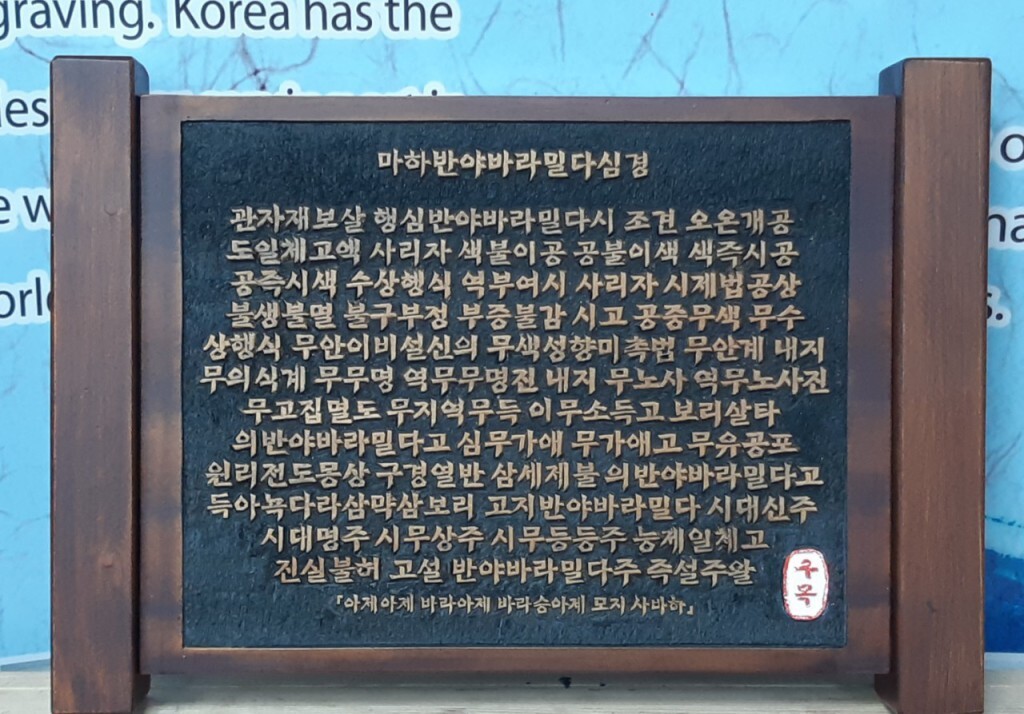 graving. Korea has the
마하반야바라밀다심경
관자재보살 행심반야바라밀다시 조견 오온개공
도일체고액 사리자 색불이공 공불이색 색즉시공
공즉시색 수상행식 역부여시 사리자 시제법공상
불생불멸 불구부정 부증불감 시고 공중무색 무수
상행식 무안이비설신의 무색성향미촉법 무안계 내지
무의식계 무무명 역무무명진 내지 무노사 역무노사진
무고집멸도 무지역무득 이무소득고 보리살타
의반야바라밀다고 심무가애 무가애고 무유공포
원리전도몽상 구경열반 삼세제불 의반야바라밀다고
득아녹다라삼먁삼보리 고지반야바라밀다 시대신주
시대명주 시무상주 시무등등주 능제일체고
진실불허 고설 반야바라밀다주 즉설주왈
「아제아제 바라아제 바라승아제 모지 사바하」
구목